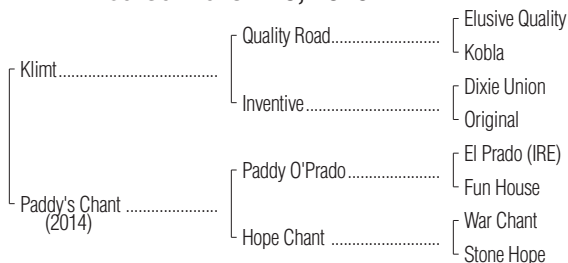 Elusive Quality
Quality Road
Kobla
Klimt
Dixie Union
Inventive
Original
El Prado (IRE)
Paddy O'Prado
Fun House
Paddy's Chant
(2014)
War Chant
Hope Chant
Stone Hope